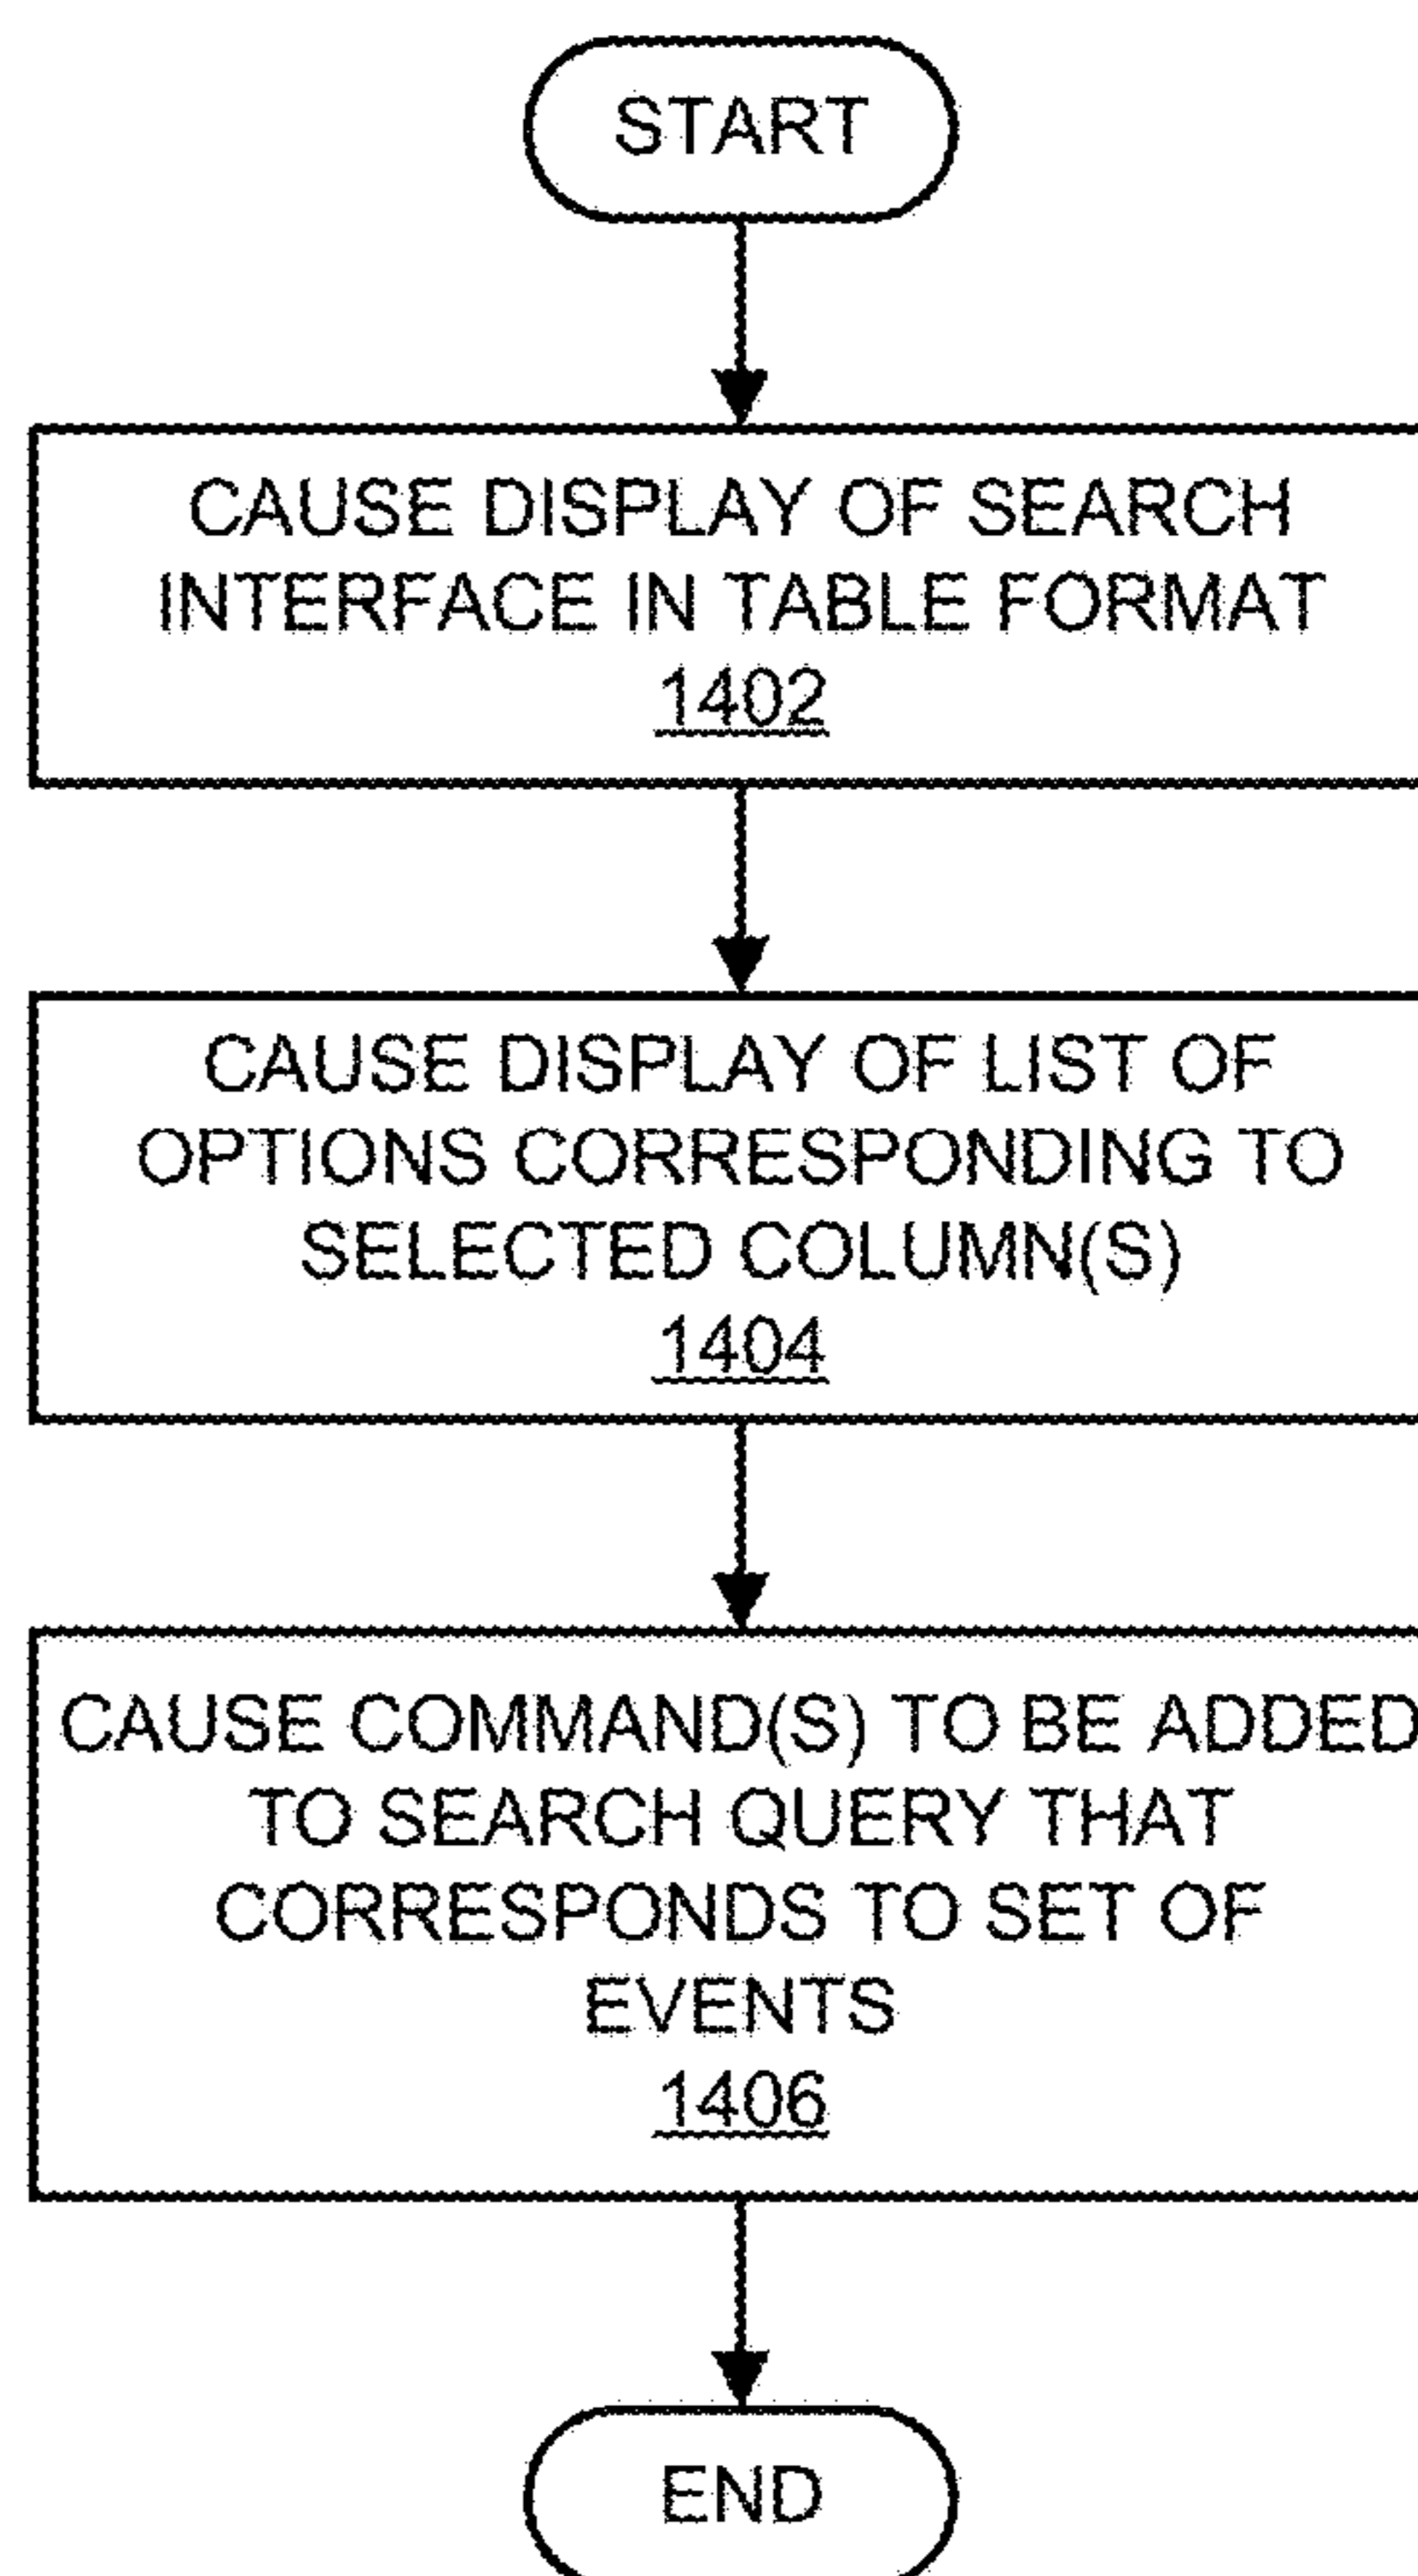 START
CAUSE DISPLAY OF SEARCH
INTERFACE IN TABLE FORMAT
1402
CAUSE DISPLAY OF LIST OF
OPTIONS CORRESPONDING TO
SELECTED COLUMN(S)
1404
CAUSE COMMAND(S) TO BE ADDED
TO SEARCH QUERY THAT
CORRESPONDS TO SET OF
EVENTS
1406
END